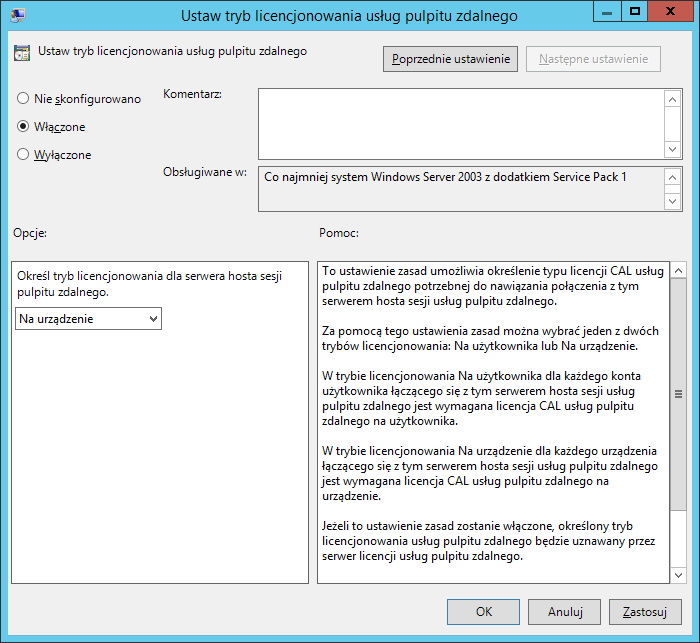 Ustaw tryb licencjonowania usług pulpitu zdalnego
Ustaw tryb licencjonowania usług pulpitu zdalnego
Poprzednie ustawienie
Następne ustawienie
Nie skonfigurowano
Włączone
Wyłączone
Komentarz:
Obsługiwane w:
Co najmniej system Windows Server 2003 z dodatkiem Service Pack 1
Opcje:
Pomoc:
Określ tryb licencjonowania dla serwera hosta sesji
pulpitu zdalnego.
Na urządzenie
To ustawienie zasad umożliwia określenie typu licencji CAL usług
pulpitu zdalnego potrzebnej do nawiązania połączenia z tym
serwerem hosta sesji usług pulpitu zdalnego.
Za pomocą tego ustawienia zasad można wybrać jeden z dwóch
trybów licencjonowania: Na użytkownika lub Na urządzenie.
W trybie licencjonowania Na użytkownika dla każdego konta
użytkownika łączącego się z tym serwerem hosta sesji usług
pulpitu zdalnego jest wymagana licencja CAL usług pulpitu
zdalnego na użytkownika.
W trybie licencjonowania Na urządzenie dla każdego urządzenia
łączącego się z tym serwerem hosta sesji usług pulpitu zdalnego
jest wymagana licencja CAL usług pulpitu zdalnego na
urządzenie.
Jeżeli to ustawienie zasad zostanie włączone, określony tryb
licencjonowania usług pulpitu zdalnego będzie uznawany przez
serwer licencji usług pulpitu zdalnego.
OK
Anuluj
Zastosuj